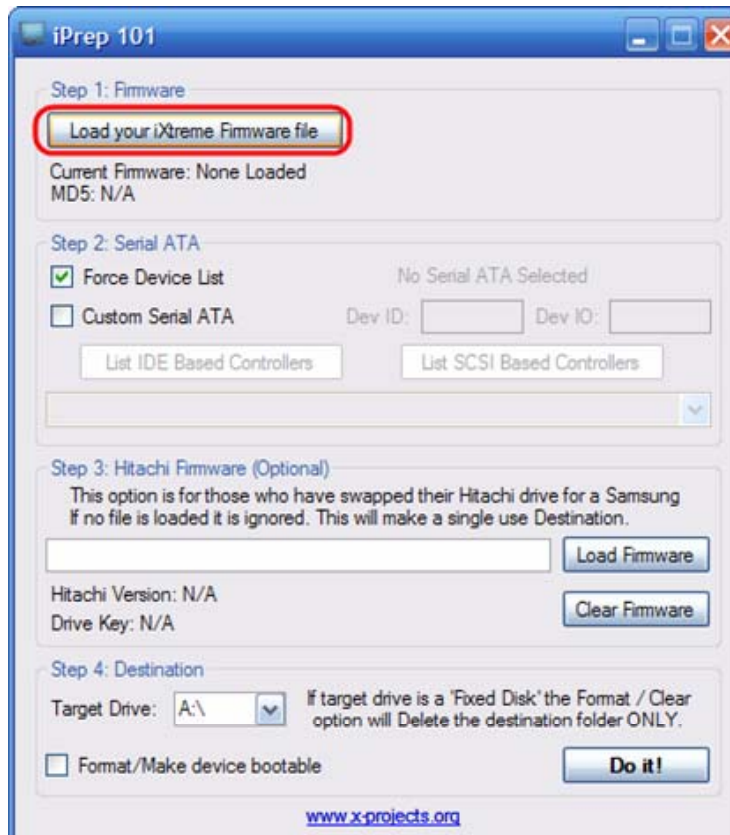 iPrep 101
Step 1: Firmware
Load your iXtreme Firmware file
Current Firmware: None Loaded
MD5: N/A
Step 2: Serial ATA
Force Device List
No Serial ATA Selected
Custom Serial ATA
Dev ID:
Dev IO:
List IDE Based Controllers
List SCSI Based Controllers
Step 3: Hitachi Firmware (Optional)
This option is for those who have swapped their Hitachi drive for a Samsung
If no file is loaded it is ignored. This will make a single use Destination.
Load Firmware
Hitachi Version: N/A
Drive Key: N/A
Clear Firmware
Step 4: Destination
Target Drive: A:\
If target drive is a 'Fixed Disk' the Format / Clear
option will Delete the destination folder ONLY.
Format/Make device bootable
Do it!
www.x-projects.org